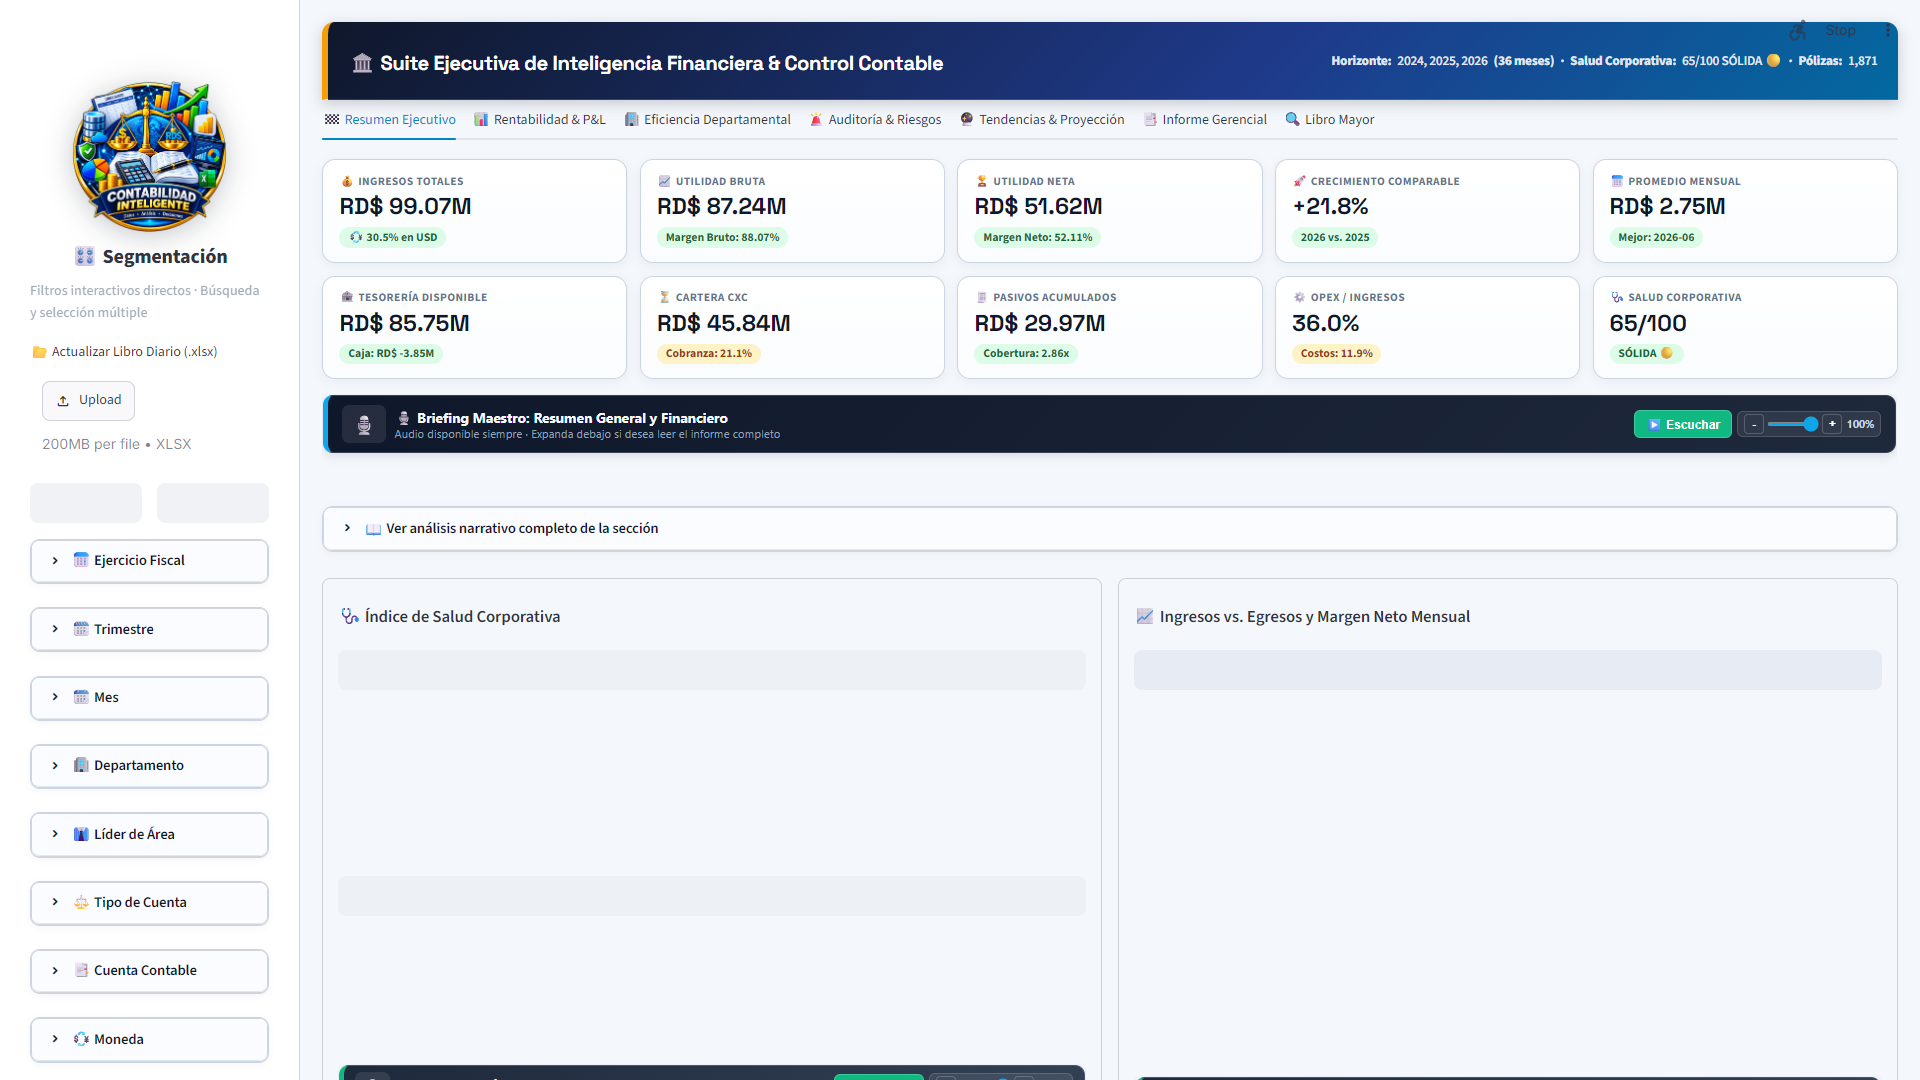 Stop
CONTABILIDAD
INTELIGENTE
Segmentación
Filtros interactivos directos · Búsqueda
y selección múltiple
Actualizar Libro Diario (.xlsx)
Upload
200MB per file • XLSX
Ejercicio Fiscal
Trimestre
Mes
Departamento
Líder de Área
Tipo de Cuenta
Cuenta Contable
Moneda
Suite Ejecutiva de Inteligencia Financiera & Control Contable
Horizonte: 2024, 2025, 2026 (36 meses) • Salud Corporativa: 65/100 SÓLIDA • Pólizas: 1,871
Resumen Ejecutivo
Rentabilidad & P&L
Eficiencia Departamental
Auditoría & Riesgos
Tendencias & Proyección
Informe Gerencial
Libro Mayor
INGRESOS TOTALES
RD$ 99.07M
30.5% en USD
UTILIDAD BRUTA
RD$ 87.24M
Margen Bruto: 88.07%
UTILIDAD NETA
RD$ 51.62M
Margen Neto: 52.11%
CRECIMIENTO COMPARABLE
+21.8%
2026 vs. 2025
PROMEDIO MENSUAL
RD$ 2.75M
Mejor: 2026-06
TESORERÍA DISPONIBLE
RD$ 85.75M
Caja: RD$ -3.85M
CARTERA CXC
RD$ 45.84M
Cobranza: 21.1%
PASIVOS ACUMULADOS
RD$ 29.97M
Cobertura: 2.86x
OPEX / INGRESOS
36.0%
Costos: 11.9%
SALUD CORPORATIVA
65/100
SÓLIDA
Briefing Maestro: Resumen General y Financiero
Audio disponible siempre · Expanda debajo si desea leer el informe completo
Escuchar
- + 100%
Ver análisis narrativo completo de la sección
Índice de Salud Corporativa
Ingresos vs. Egresos y Margen Neto Mensual